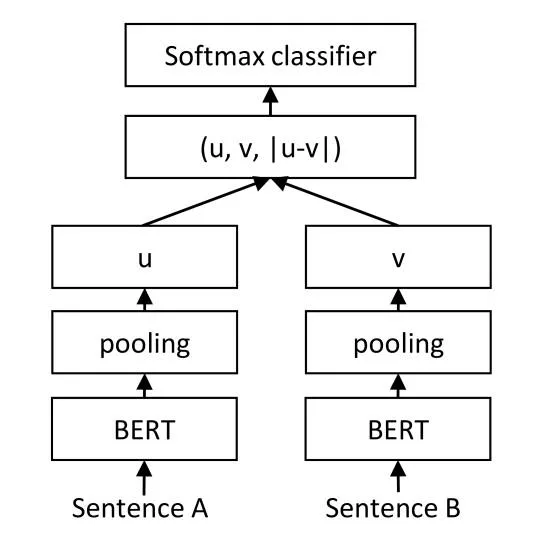 Softmax classifier
(u, v, |u-v|)
u
v
pooling
pooling
BERT
BERT
Sentence A
Sentence B